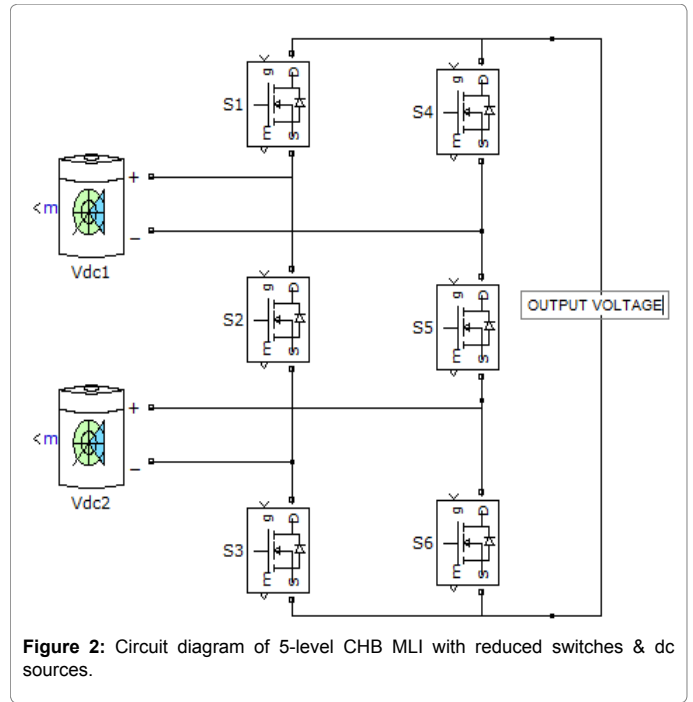 g
D
S1
m
S
g
D
S4
m
S
+
<m
−
Vdc1
g
D
S2
m
S
g
D
S5
m
S
OUTPUT VOLTAGE
+
<m
−
Vdc2
g
D
S3
m
S
g
D
S6
m
S
Figure 2: Circuit diagram of 5-level CHB MLI with reduced switches & dc
sources.